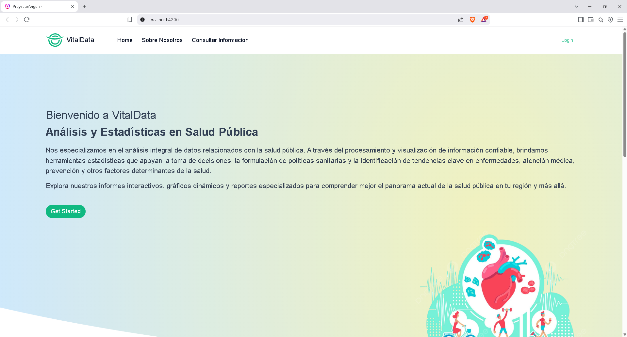 ProyectoAngular
VitalData
Home
Sobre Nosotros
Consultar Informacion
Login
Bienvenido a VitalData
Análisis y Estadísticas en Salud Pública
Nos especializamos en el análisis integral de datos relacionados con la salud pública. A través del procesamiento y visualización de información confiable, brindamos
herramientas estadísticas que apoyan la toma de decisiones, la formulación de políticas sanitarias y la identificación de tendencias clave en enfermedades, atención médica,
prevención y otros factores determinantes de la salud.
Explora nuestros informes interactivos, gráficos dinámicos y reportes especializados para comprender mejor el panorama actual de la salud pública en tu región y más allá.
Get Started